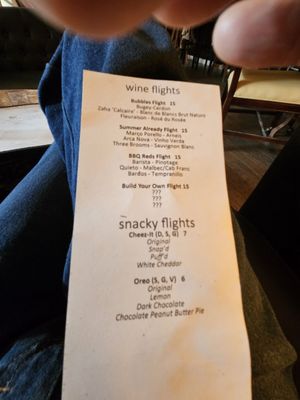 wine flights
Bubbles Flight 15
Bugey-Cerdon
Zaha 'Calcaire' - Blanc de Blancs Brut Nature
Fleuraison - Rosé du Rosée
Summer Already Flight 15
Marco Porello - Arneis
Arca Nova - Vinho Verde
Three Brooms - Sauvignon Blanc
BBQ Reds Flight 15
Barista - Pinotage
Quieto - Malbec/Cab Franc
Bardos - Tempranillo
Build Your Own Flight 15
???
???
???
snacky flights
Cheez-It (D, S, G) 7
Original
Snap'd
Puff'd
White Cheddar
Oreo (S, G, V) 6
Original
Lemon
Dark Chocolate
Chocolate Peanut Butter Pie